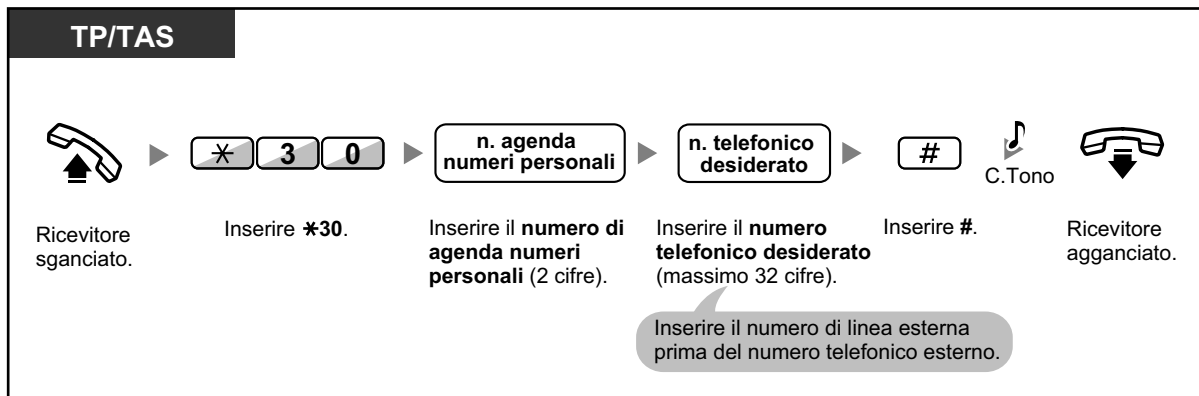 TP/TAS
* 3 0
n. agenda
numeri personali
n. telefonico
desiderato
#
C.Tono
Ricevitore
sganciato.
Inserire *30.
Inserire il numero di
agenda numeri
personali (2 cifre).
Inserire il numero
telefonico desiderato
(massimo 32 cifre).
Inserire #.
Ricevitore
agganciato.
Inserire il numero di linea esterna
prima del numero telefonico esterno.